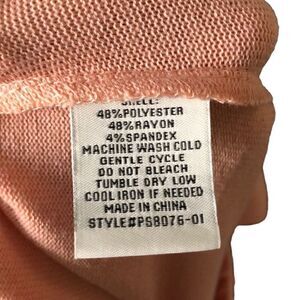 SHELL:
48%POLYESTER
48%RAYON
4%SPANDEX
MACHINE WASH COLD
GENTLE CYCLE
DO NOT BLEACH
TUMBLE DRY LOW
COOL IRON IF NEEDED
MADE IN CHINA
STYLE#PS8076-01